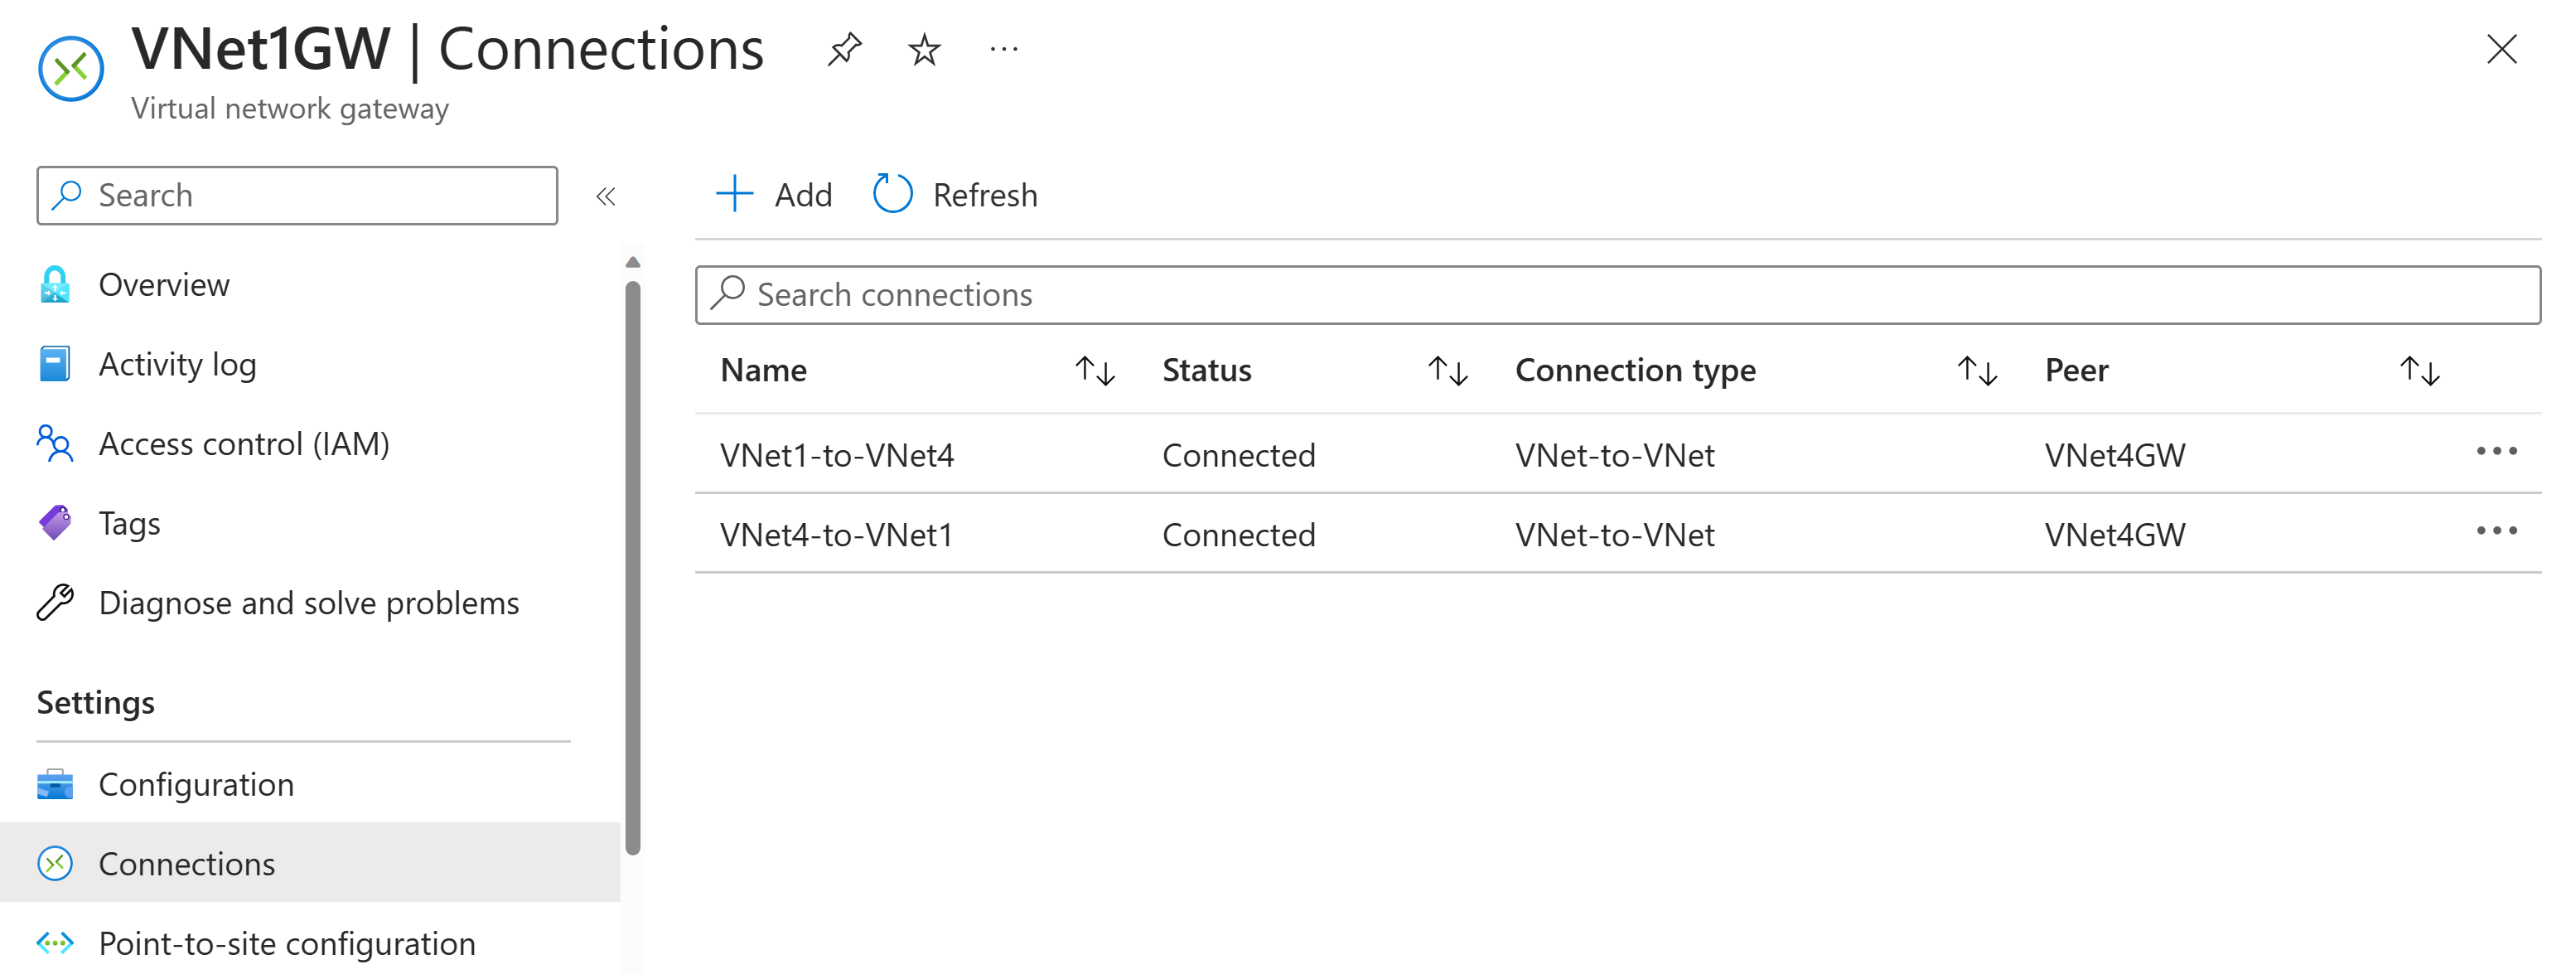 VNet1GW | Connections
Virtual network gateway
Search
Overview
Activity log
Access control (IAM)
Tags
Diagnose and solve problems
Settings
Configuration
Connections
Point-to-site configuration
Add Refresh
Search connections
Name Status Connection type Peer
VNet1-to-VNet4 Connected VNet-to-VNet VNet4GW
VNet4-to-VNet1 Connected VNet-to-VNet VNet4GW